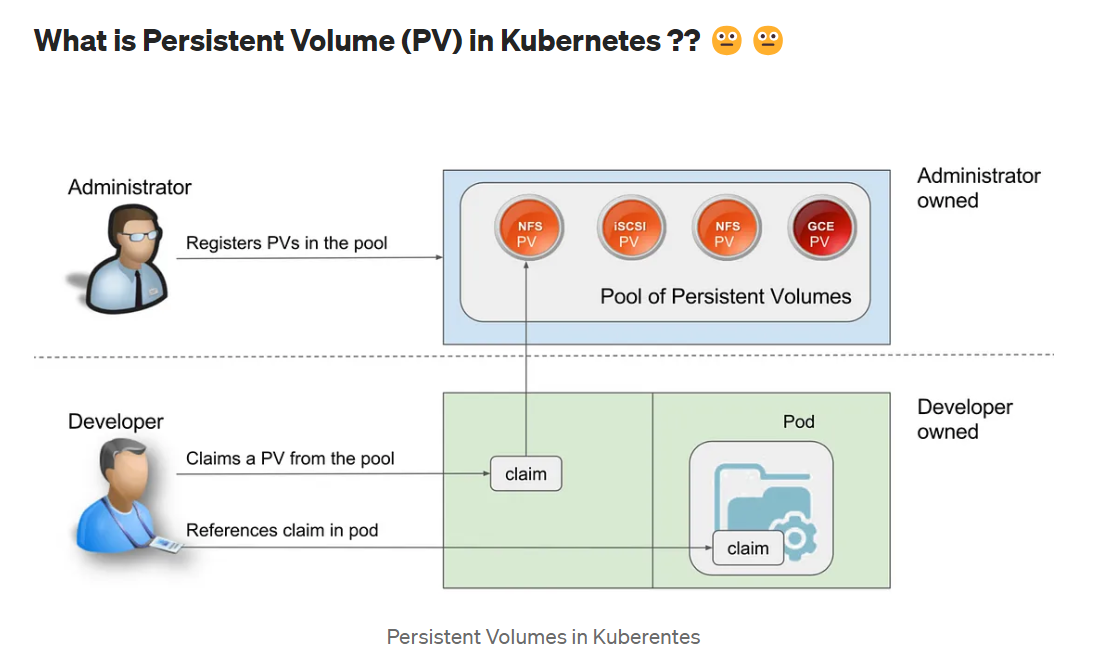 What is Persistent Volume (PV) in Kubernetes ?? 😳 😳
Administrator
Registers PVs in the pool
NFS
PV
iSCSI
PV
NFS
PV
GCE
PV
Pool of Persistent Volumes
Administrator
owned
Developer
Claims a PV from the pool
claim
References claim in pod
Pod
claim
Developer
owned
Persistent Volumes in Kuberentes